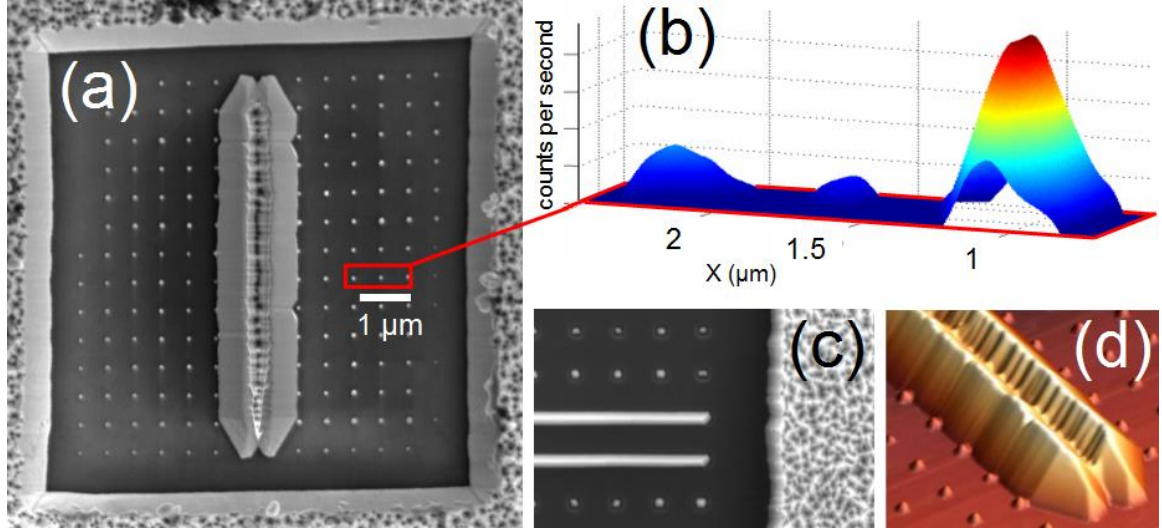 (a)
1 µm
(b)
counts per second
2
1.5
1
X (µm)
(c)
(d)